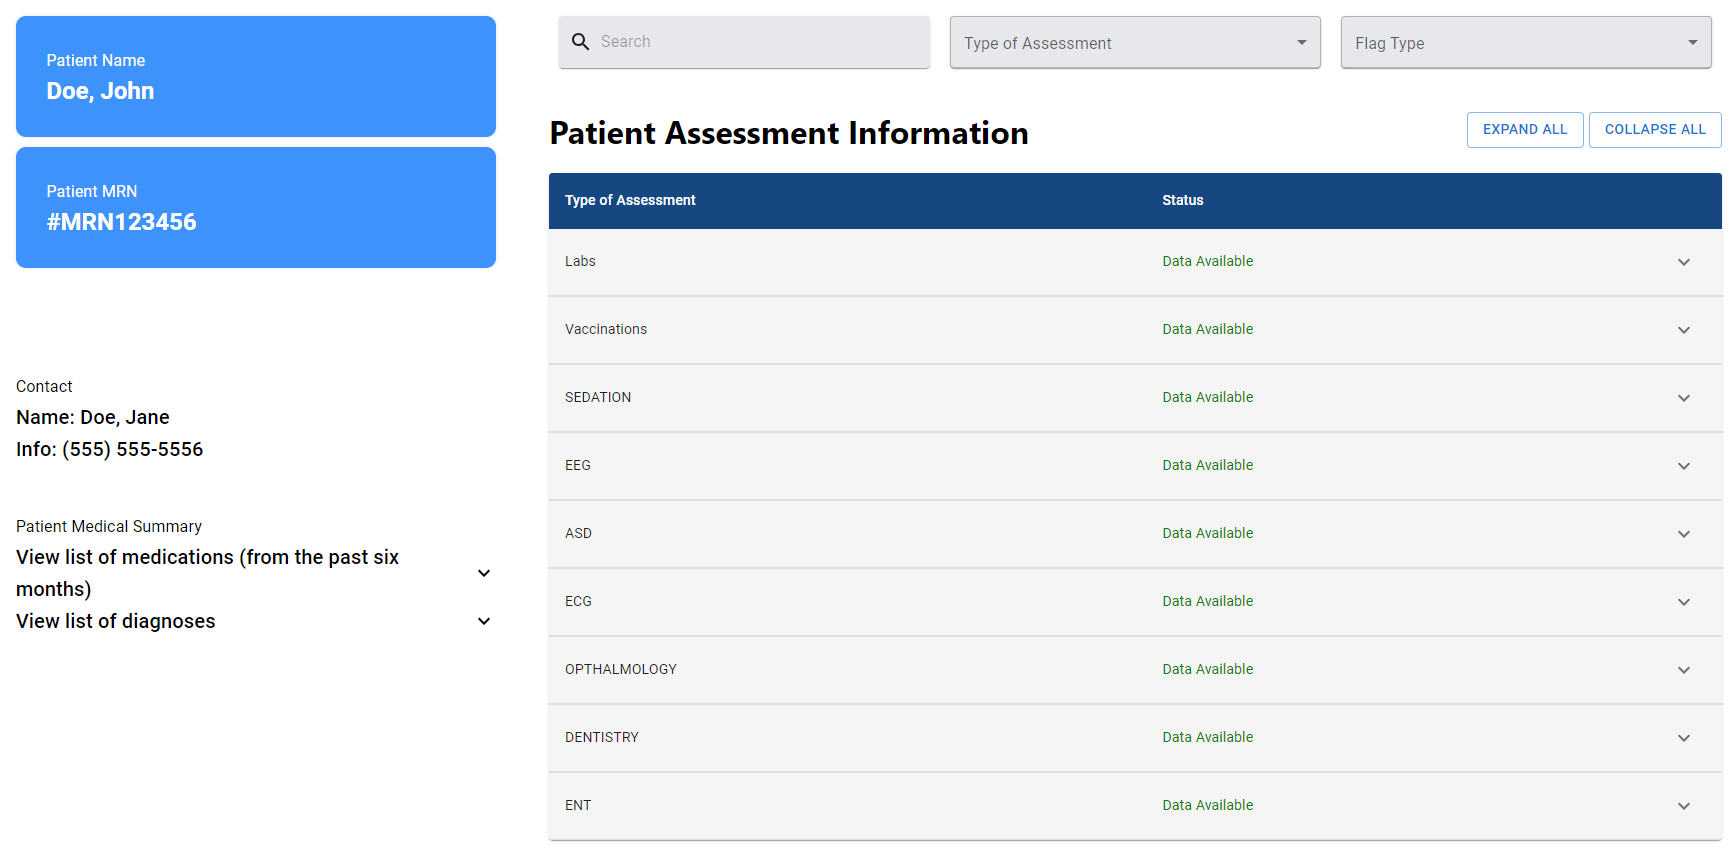 Patient Name
Doe, John
Patient MRN
#MRN123456
Contact
Name: Doe, Jane
Info: (555) 555-5556
Patient Medical Summary
View list of medications (from the past six
months)
View list of diagnoses
Search
Type of Assessment
Flag Type
Patient Assessment Information
EXPAND ALL
COLLAPSE ALL
Type of Assessment Status
Labs Data Available
Vaccinations Data Available
SEDATION Data Available
EEG Data Available
ASD Data Available
ECG Data Available
OPTHALMOLOGY Data Available
DENTISTRY Data Available
ENT Data Available